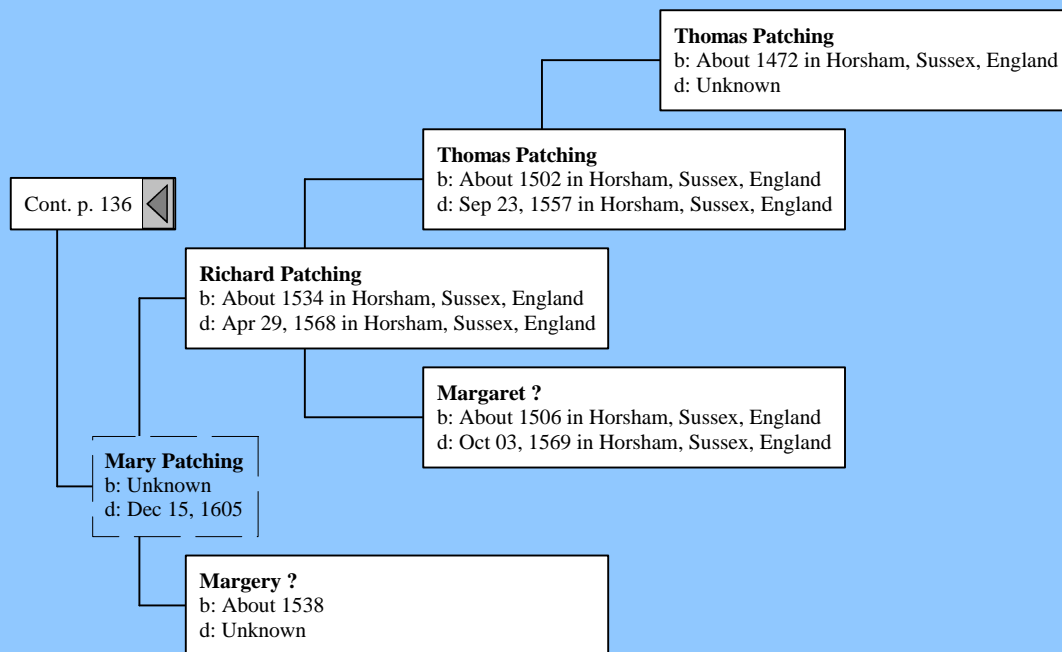 Thomas Patching
b: About 1472 in Horsham, Sussex, England
d: Unknown
Thomas Patching
b: About 1502 in Horsham, Sussex, England
d: Sep 23, 1557 in Horsham, Sussex, England
Cont. p. 136
Richard Patching
b: About 1534 in Horsham, Sussex, England
d: Apr 29, 1568 in Horsham, Sussex, England
Margaret ?
b: About 1506 in Horsham, Sussex, England
d: Oct 03, 1569 in Horsham, Sussex, England
Mary Patching
b: Unknown
d: Dec 15, 1605
Margery ?
b: About 1538
d: Unknown